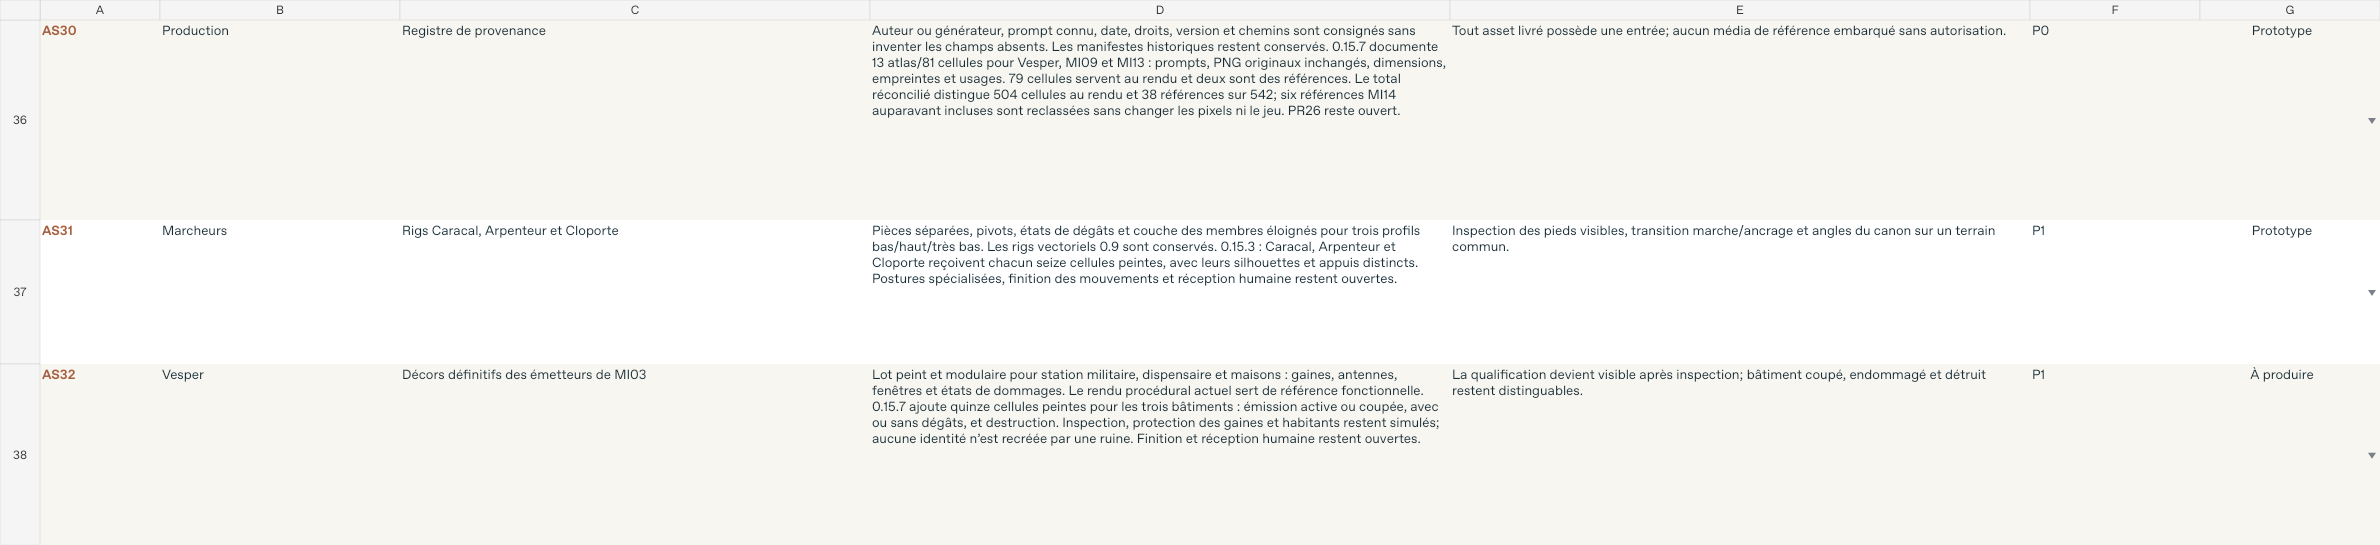 A B C D E F G
36
AS30
Production
Registre de provenance
Auteur ou générateur, prompt connu, date, droits, version et chemins sont consignés sans
inventer les champs absents. Les manifestes historiques restent conservés. 0.15.7 documente
13 atlas/81 cellules pour Vesper, MI09 et MI13 : prompts, PNG originaux inchangés, dimensions,
empreintes et usages. 79 cellules servent au rendu et deux sont des références. Le total
réconcilié distingue 504 cellules au rendu et 38 références sur 542; six références MI14
auparavant incluses sont reclassées sans changer les pixels ni le jeu. PR26 reste ouvert.
Tout asset livré possède une entrée; aucun média de référence embarqué sans autorisation.
P0
Prototype
37
AS31
Marcheurs
Rigs Caracal, Arpenteur et Cloporte
Pièces séparées, pivots, états de dégâts et couche des membres éloignés pour trois profils
bas/haut/très bas. Les rigs vectoriels 0.9 sont conservés. 0.15.3 : Caracal, Arpenteur et
Cloporte reçoivent chacun seize cellules peintes, avec leurs silhouettes et appuis distincts.
Postures spécialisées, finition des mouvements et réception humaine restent ouvertes.
Inspection des pieds visibles, transition marche/ancrage et angles du canon sur un terrain
commun.
P1
Prototype
38
AS32
Vesper
Décors définitifs des émetteurs de MI03
Lot peint et modulaire pour station militaire, dispensaire et maisons : gaines, antennes,
fenêtres et états de dommages. Le rendu procédural actuel sert de référence fonctionnelle.
0.15.7 ajoute quinze cellules peintes pour les trois bâtiments : émission active ou coupée, avec
ou sans dégâts, et destruction. Inspection, protection des gaines et habitants restent simulés;
aucune identité n’est recréée par une ruine. Finition et réception humaine restent ouvertes.
La qualification devient visible après inspection; bâtiment coupé, endommagé et détruit
restent distinguables.
P1
À produire